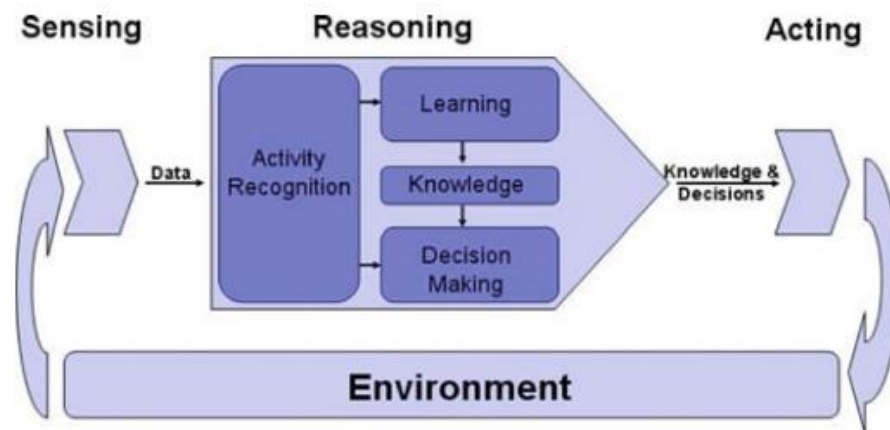 Sensing
Reasoning
Acting
Data
Activity
Recognition
Learning
Knowledge
Decision
Making
Knowledge &
Decisions
Environment